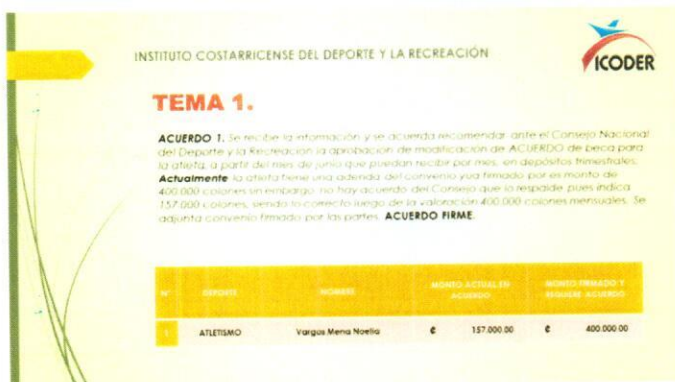 INSTITUTO COSTARRICENSE DEL DEPORTE Y LA RECREACIÓN
ICODER
TEMA 1.
ACUERDO 1. Se recibe la información y se acuerda recomendar ante el Consejo Nacional
del Deporte y la Recreación la aprobación de modificación de ACUERDO de beca para
la atleta, a partir del mes de junio que puedan recibir por mes, en depósitos trimestrales.
Actualmente la atleta tiene una adenda del convenio yua firmado por es monto de
400.000 colones sin embargo, no hay acuerdo del Consejo que lo respalde pues indica
157.000 colones, siendo lo correcto luego de la valoración 400.000 colones mensuales. Se
adjunta convenio firmado por las partes. ACUERDO FIRME.
N° DEPORTE NOMBRE MONTO ACTUAL EN ACUERDO MONTO FIRMADO Y REQUIERE ACUERDO
1 ATLETISMO Vargas Mena Noelia ₡ 157.000.00 ₡ 400.000.00